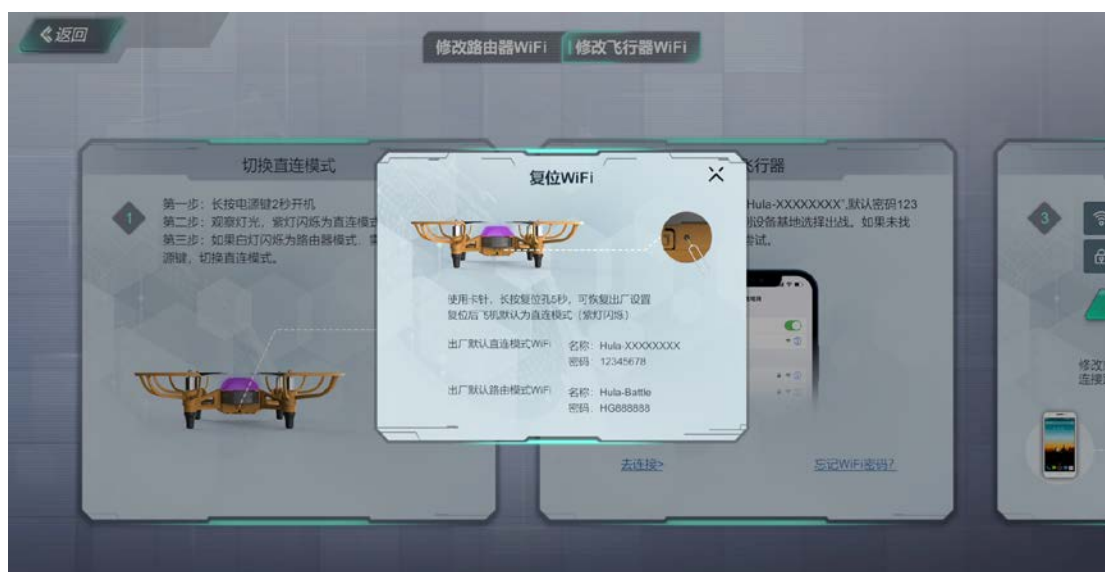 返回
修改路由器WiFi
修改飞行器WiFi
切换直连模式
1
第一步：长按电源键2秒开机
第二步：观察灯光，紫灯闪烁为直连模式
第三步：如果白灯闪烁为路由器模式，需
源键，切换直连模式。
复位WiFi
使用卡针，长按复位孔5秒，可恢复出厂设置
复位后飞机默认为直连模式（紫灯闪烁）
出厂默认直连模式WiFi 名称：Hula-XXXXXXXX
密码：12345678
出厂默认路由模式WiFi 名称：Hula-Battle
密码：HG888888
飞行器
Hula-XXXXXXXX",默认密码123
设备基地选择出战。如果未找
尝试。
去连接>
忘记WiFi密码?
3
修改
连接